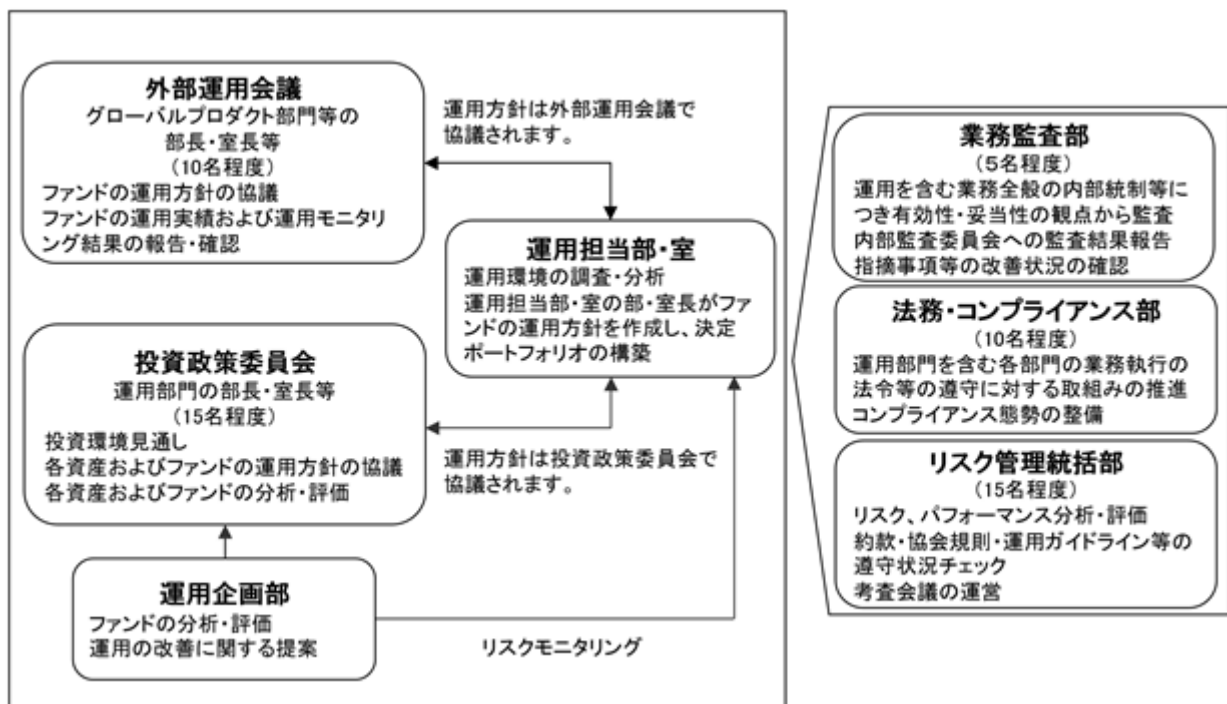 外部運用会議
グローバルプロダクト部門等の
部長・室長等
(10名程度)
ファンドの運用方針の協議
ファンドの運用実績および運用モニタリ
ング結果の報告・確認
運用方針は外部運用会議で
協議されます。
運用担当部・室
運用環境の調査・分析
運用担当部・室の部・室長がファ
ンドの運用方針を作成し、決定
ポートフォリオの構築
投資政策委員会
運用部門の部長・室長等
(15名程度)
投資環境見通し
各資産およびファンドの運用方針の協議
各資産およびファンドの分析・評価
運用方針は投資政策委員会で
協議されます。
運用企画部
ファンドの分析・評価
運用の改善に関する提案
リスクモニタリング
業務監査部
(5名程度)
運用を含む業務全般の内部統制等に
つき有効性・妥当性の観点から監査
内部監査委員会への監査結果報告
指摘事項等の改善状況の確認
法務・コンプライアンス部
(10名程度)
運用部門を含む各部門の業務執行の
法令等の遵守に対する取組みの推進
コンプライアンス態勢の整備
リスク管理統括部
(15名程度)
リスク、パフォーマンス分析・評価
約款・協会規則・運用ガイドライン等の
遵守状況チェック
考査会議の運営